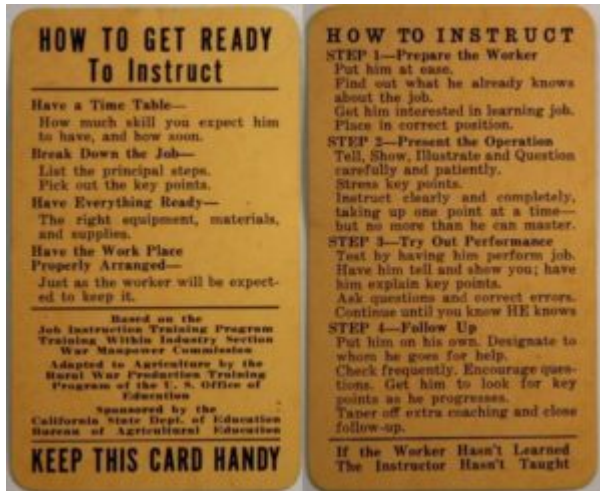 HOW TO GET READY
To Instruct
Have a Time Table—
How much skill you expect him
to have, and how soon.
Break Down the Job—
List the principal steps.
Pick out the key points.
Have Everything Ready—
The right equipment, materials,
and supplies.
Have the Work Place
Properly Arranged—
Just as the worker will be expect-
ed to keep it.
Based on the
Job Instruction Training Program
Training Within Industry Section
War Manpower Commission
Adapted to Agriculture by the
Rural War Production Training
Program of the U. S. Office of
Education
Sponsored by the
California State Dept. of Education
Bureau of Agricultural Education
KEEP THIS CARD HANDY
HOW TO INSTRUCT
STEP 1—Prepare the Worker
Put him at ease.
Find out what he already knows
about the job.
Get him interested in learning job.
Place in correct position.
STEP 2—Present the Operation
Tell, Show, Illustrate and Question
carefully and patiently.
Stress key points.
Instruct clearly and completely,
taking up one point at a time—
but no more than he can master.
STEP 3—Try Out Performance
Test by having him perform job.
Have him tell and show you; have
him explain key points.
Ask questions and correct errors.
Continue until you know HE knows
STEP 4—Follow Up
Put him on his own. Designate to
whom he goes for help.
Check frequently. Encourage ques-
tions. Get him to look for key
points as he progresses.
Taper off extra coaching and close
follow-up.
If the Worker Hasn't Learned
The Instructor Hasn't Taught